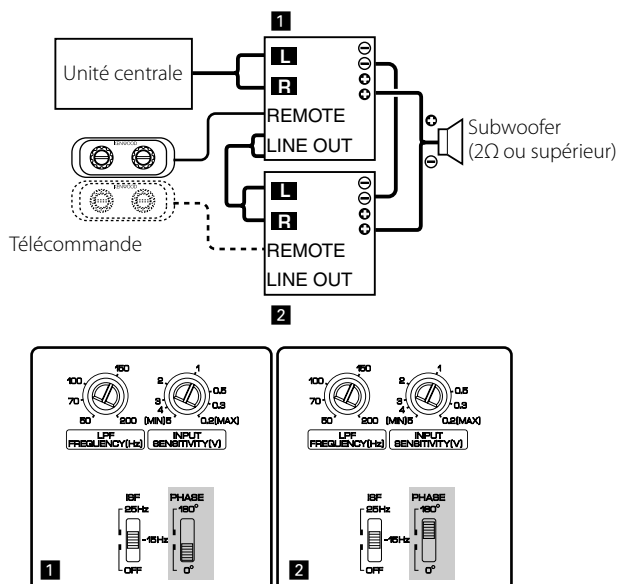 1
Unité centrale
L
R
REMOTE
LINE OUT
⊖
⊖
⊕
⊕
⊕
⊖
Subwoofer
(2Ω ou supérieur)
KENWOOD
KENWOOD
Télécommande
L
R
REMOTE
LINE OUT
⊖
⊖
⊕
⊕
2
150
100
70
50
200
LPF
FREQUENCY(Hz)
1
2
0.5
3
0.3
4
(MIN)5
0.2(MAX)
INPUT
SENSITIVITY(V)
ISF
25Hz
15Hz
OFF
PHASE
180°
0°
1
150
100
70
50
200
LPF
FREQUENCY(Hz)
1
2
0.5
3
0.3
4
(MIN)5
0.2(MAX)
INPUT
SENSITIVITY(V)
ISF
25Hz
15Hz
OFF
PHASE
180°
0°
2